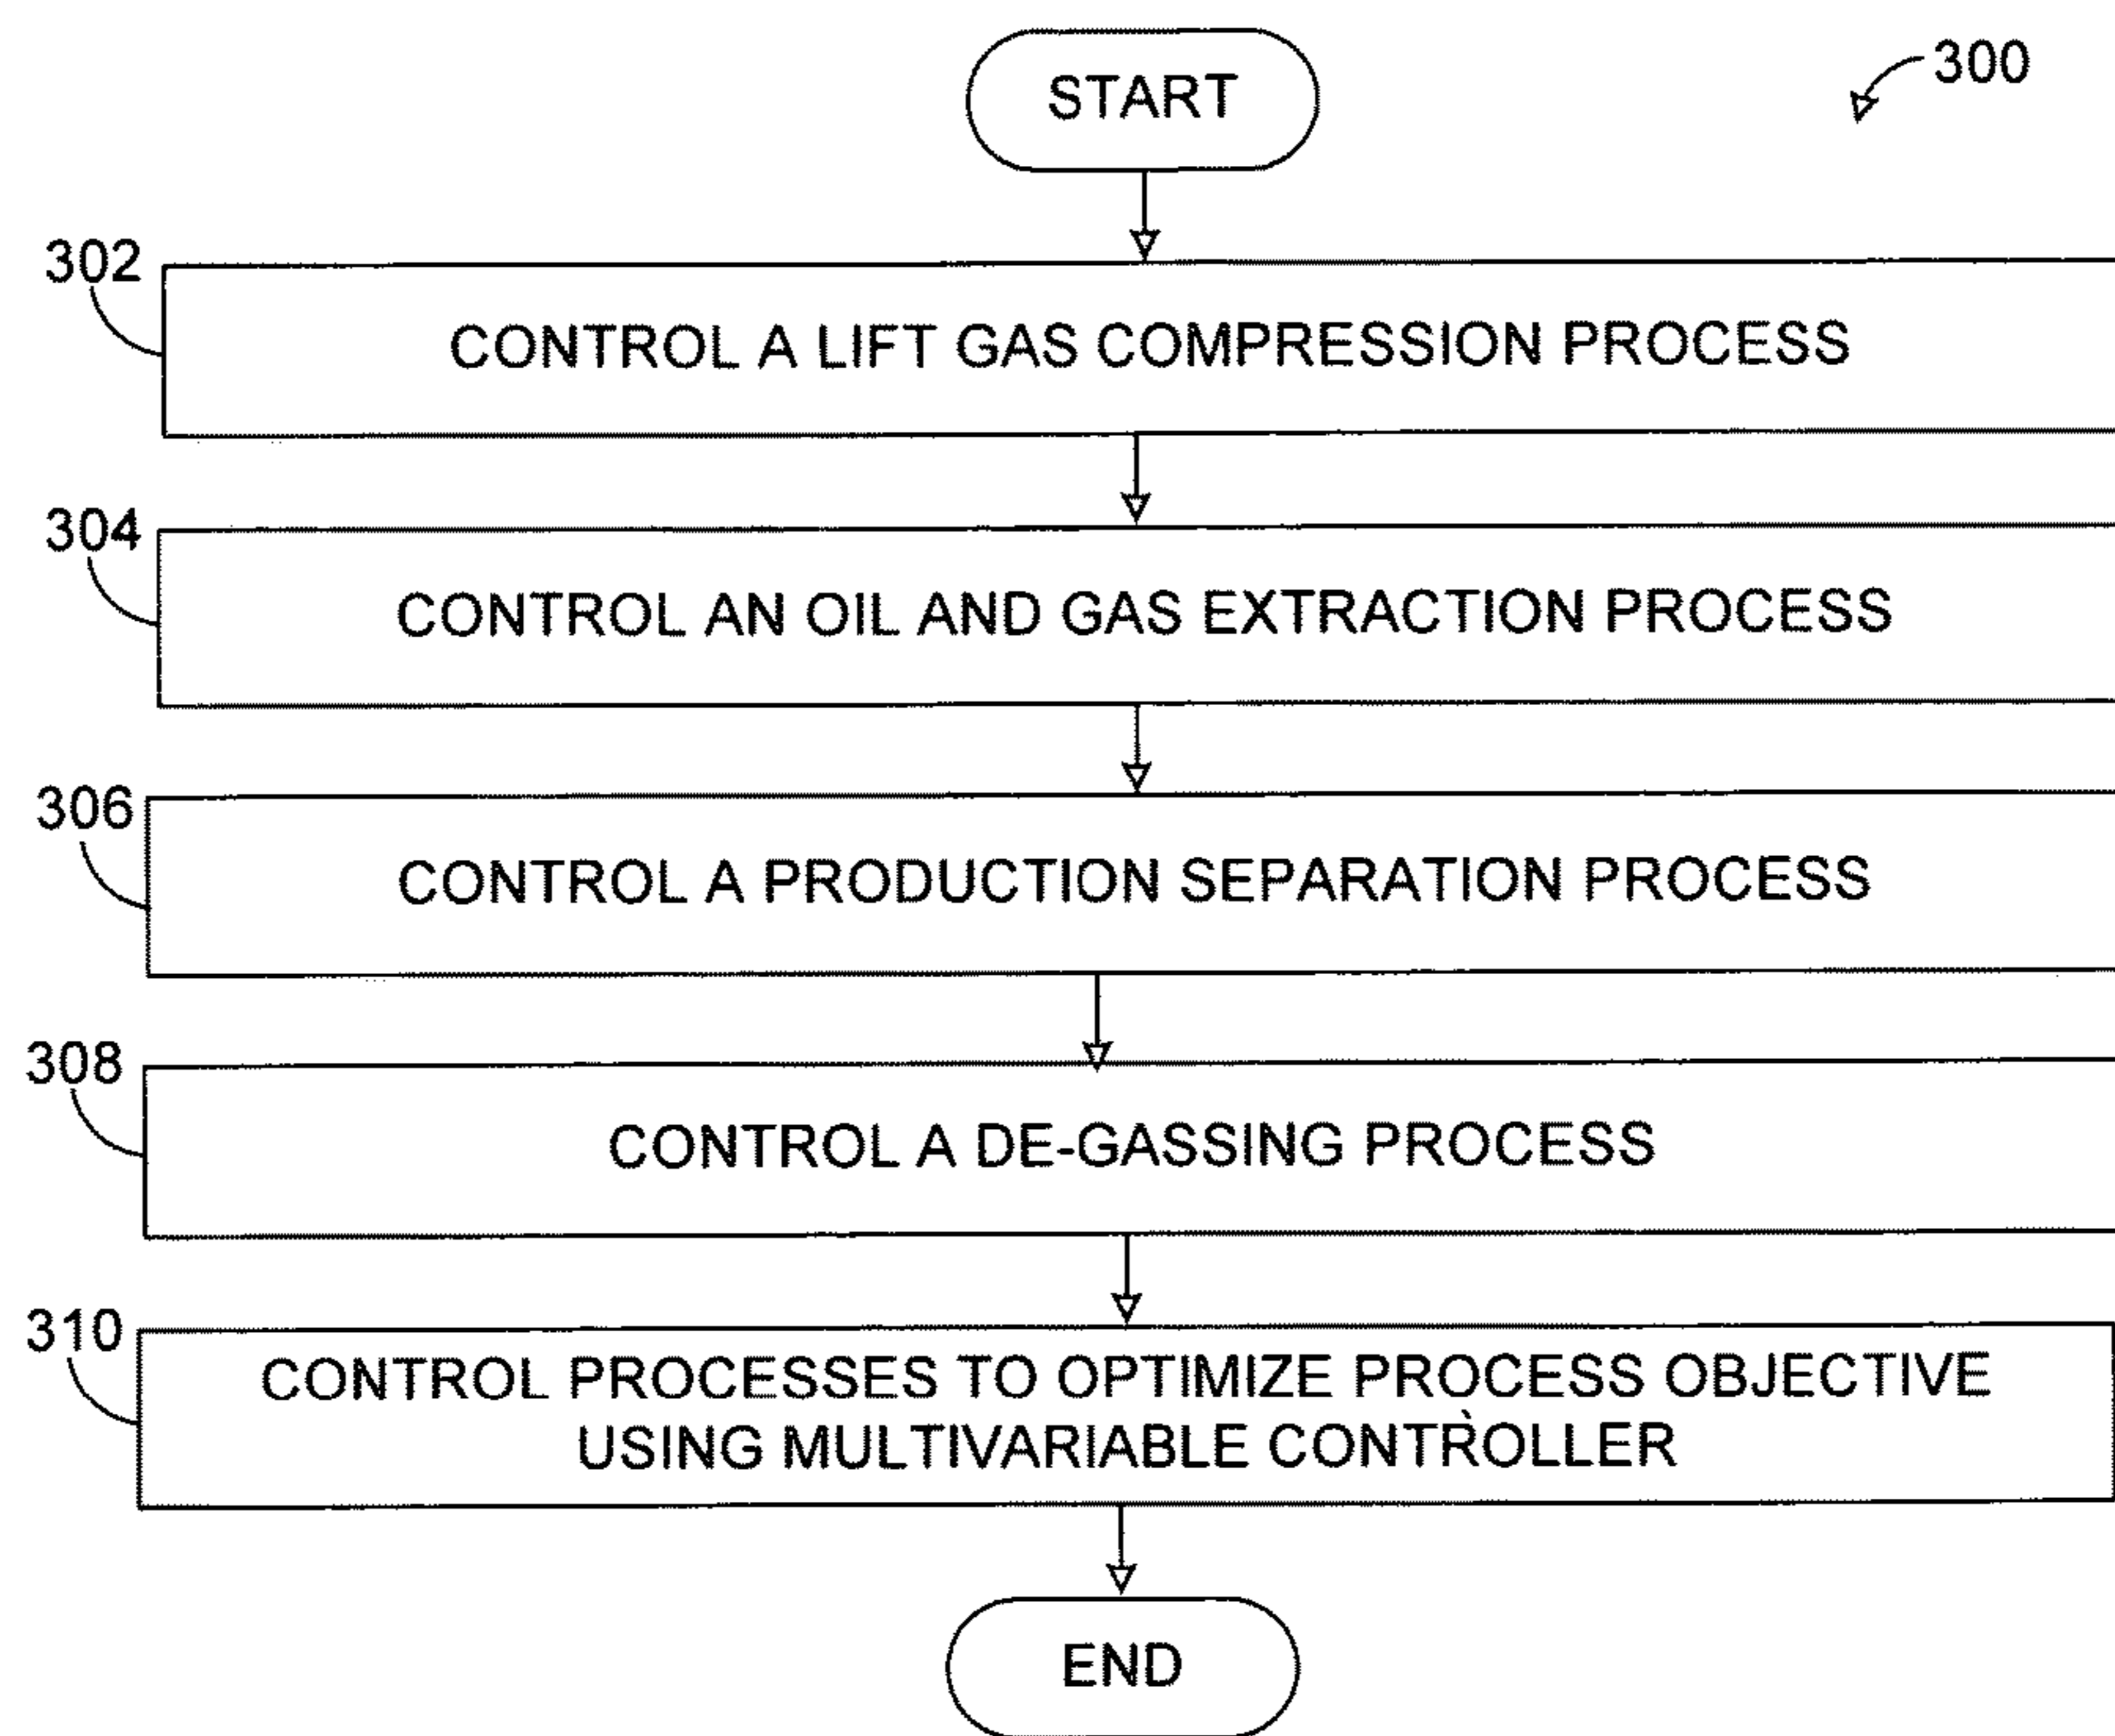 START
300
302
CONTROL A LIFT GAS COMPRESSION PROCESS
304
CONTROL AN OIL AND GAS EXTRACTION PROCESS
306
CONTROL A PRODUCTION SEPARATION PROCESS
308
CONTROL A DE-GASSING PROCESS
310
CONTROL PROCESSES TO OPTIMIZE PROCESS OBJECTIVE
USING MULTIVARIABLE CONTROLLER
END